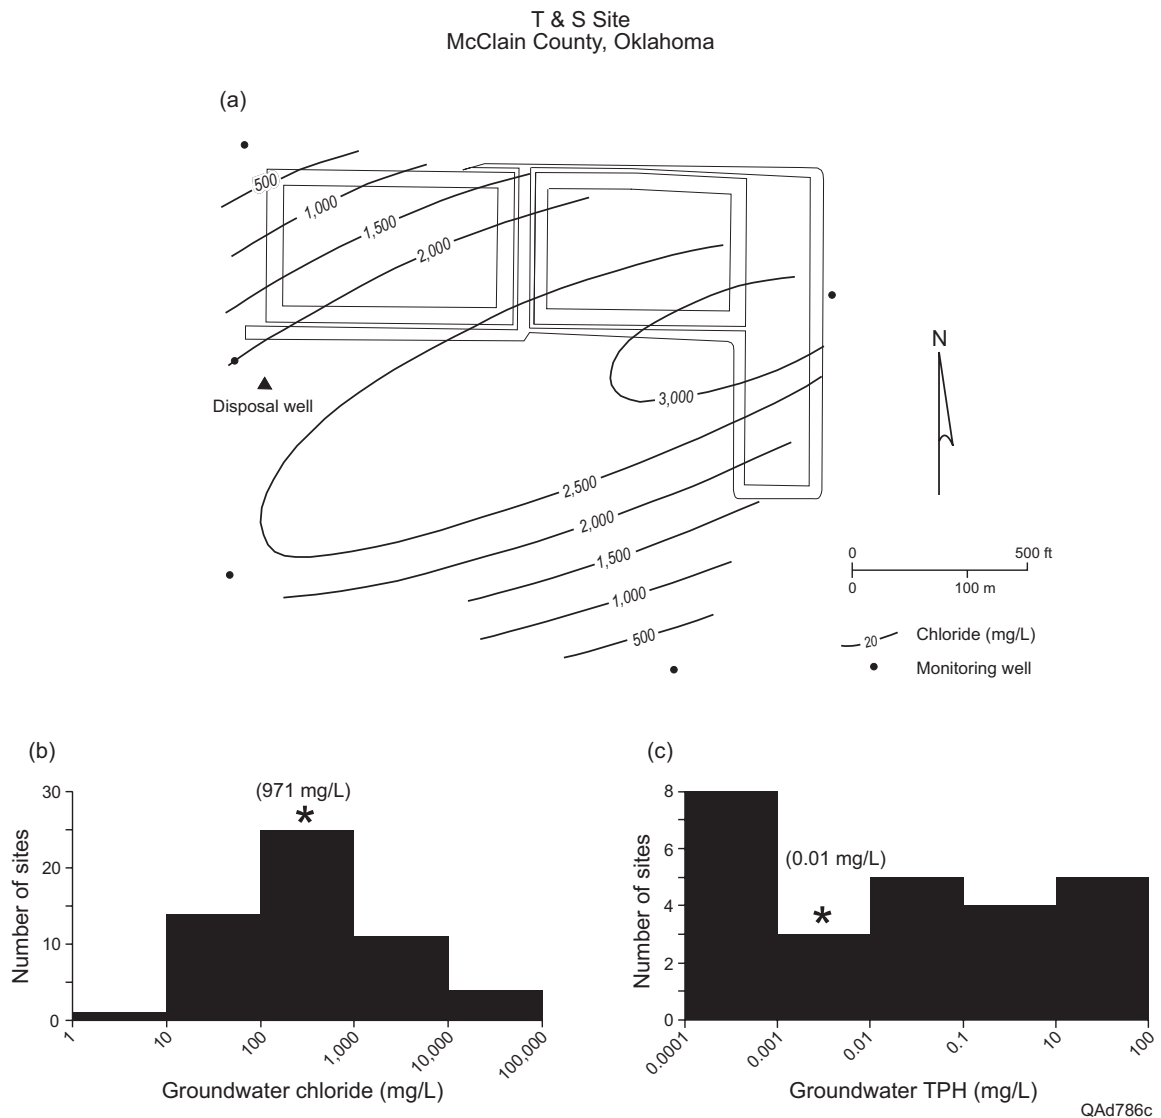 T & S Site
McClain County, Oklahoma
(a)
500
1,000
1,500
2,000
3,000
2,500
2,000
1,500
1,000
500
Disposal well
N
0 500 ft
0 100 m
20 Chloride (mg/L)
Monitoring well
(b)
(971 mg/L)
*
30
20
10
0
Number of sites
1 10 100 1,000 10,000 100,000
Groundwater chloride (mg/L)
(c)
(0.01 mg/L)
*
8
6
4
2
0
Number of sites
0.0001 0.001 0.01 0.1 10 100
Groundwater TPH (mg/L)
QAd786c